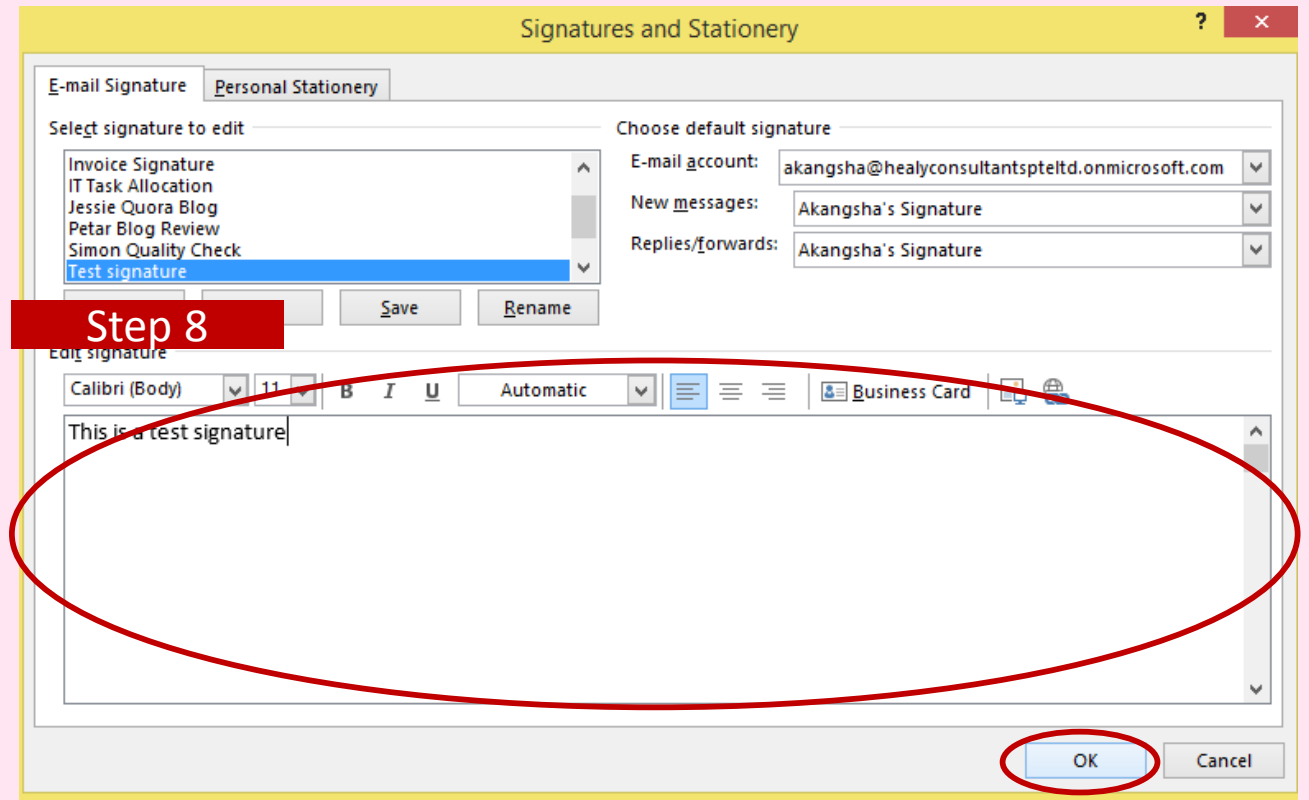 Signatures and Stationery
?
E-mail Signature
Personal Stationery
Select signature to edit
Choose default signature
Invoice Signature
IT Task Allocation
Jessie Quora Blog
Petar Blog Review
Simon Quality Check
Test signature
E-mail account:
akangsha@healyconsultantspteltd.onmicrosoft.com
New messages:
Akangsha's Signature
Replies/forwards:
Akangsha's Signature
Save
Rename
Step 8
Edit signature
Calibri (Body)
11
B I U
Automatic
Business Card
This is a test signature
OK
Cancel